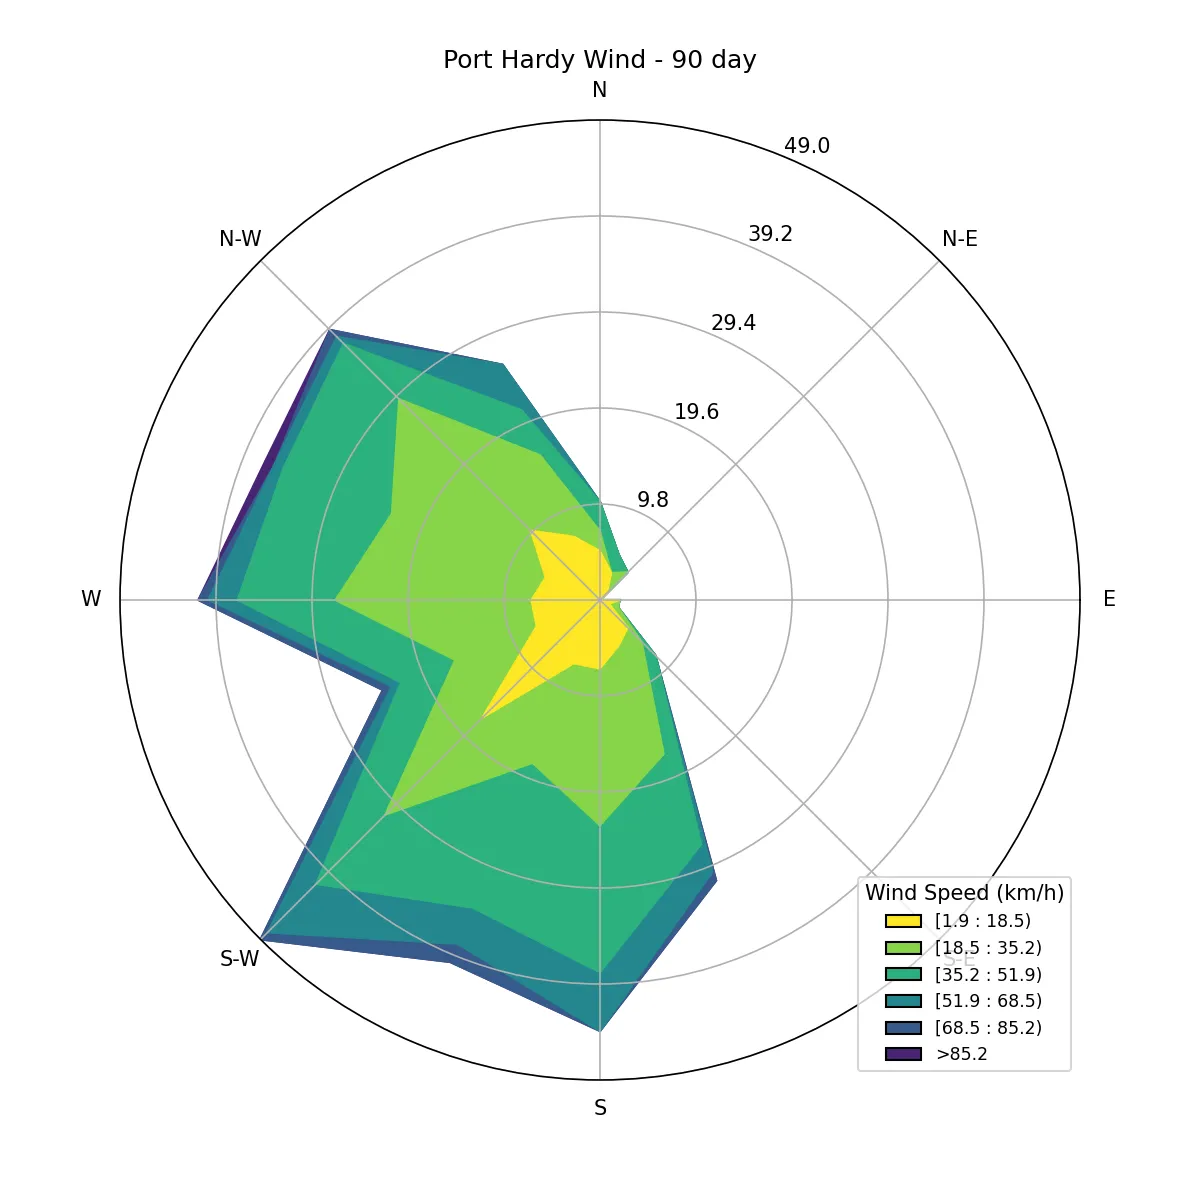 Port Hardy Wind - 90 day
N
49.0
N-W
39.2
N-E
29.4
19.6
9.8
W
E
Wind Speed (km/h)
[1.9 : 18.5)
[18.5 : 35.2)
S-W
S-E
[35.2 : 51.9)
[51.9 : 68.5)
[68.5 : 85.2)
>85.2
S